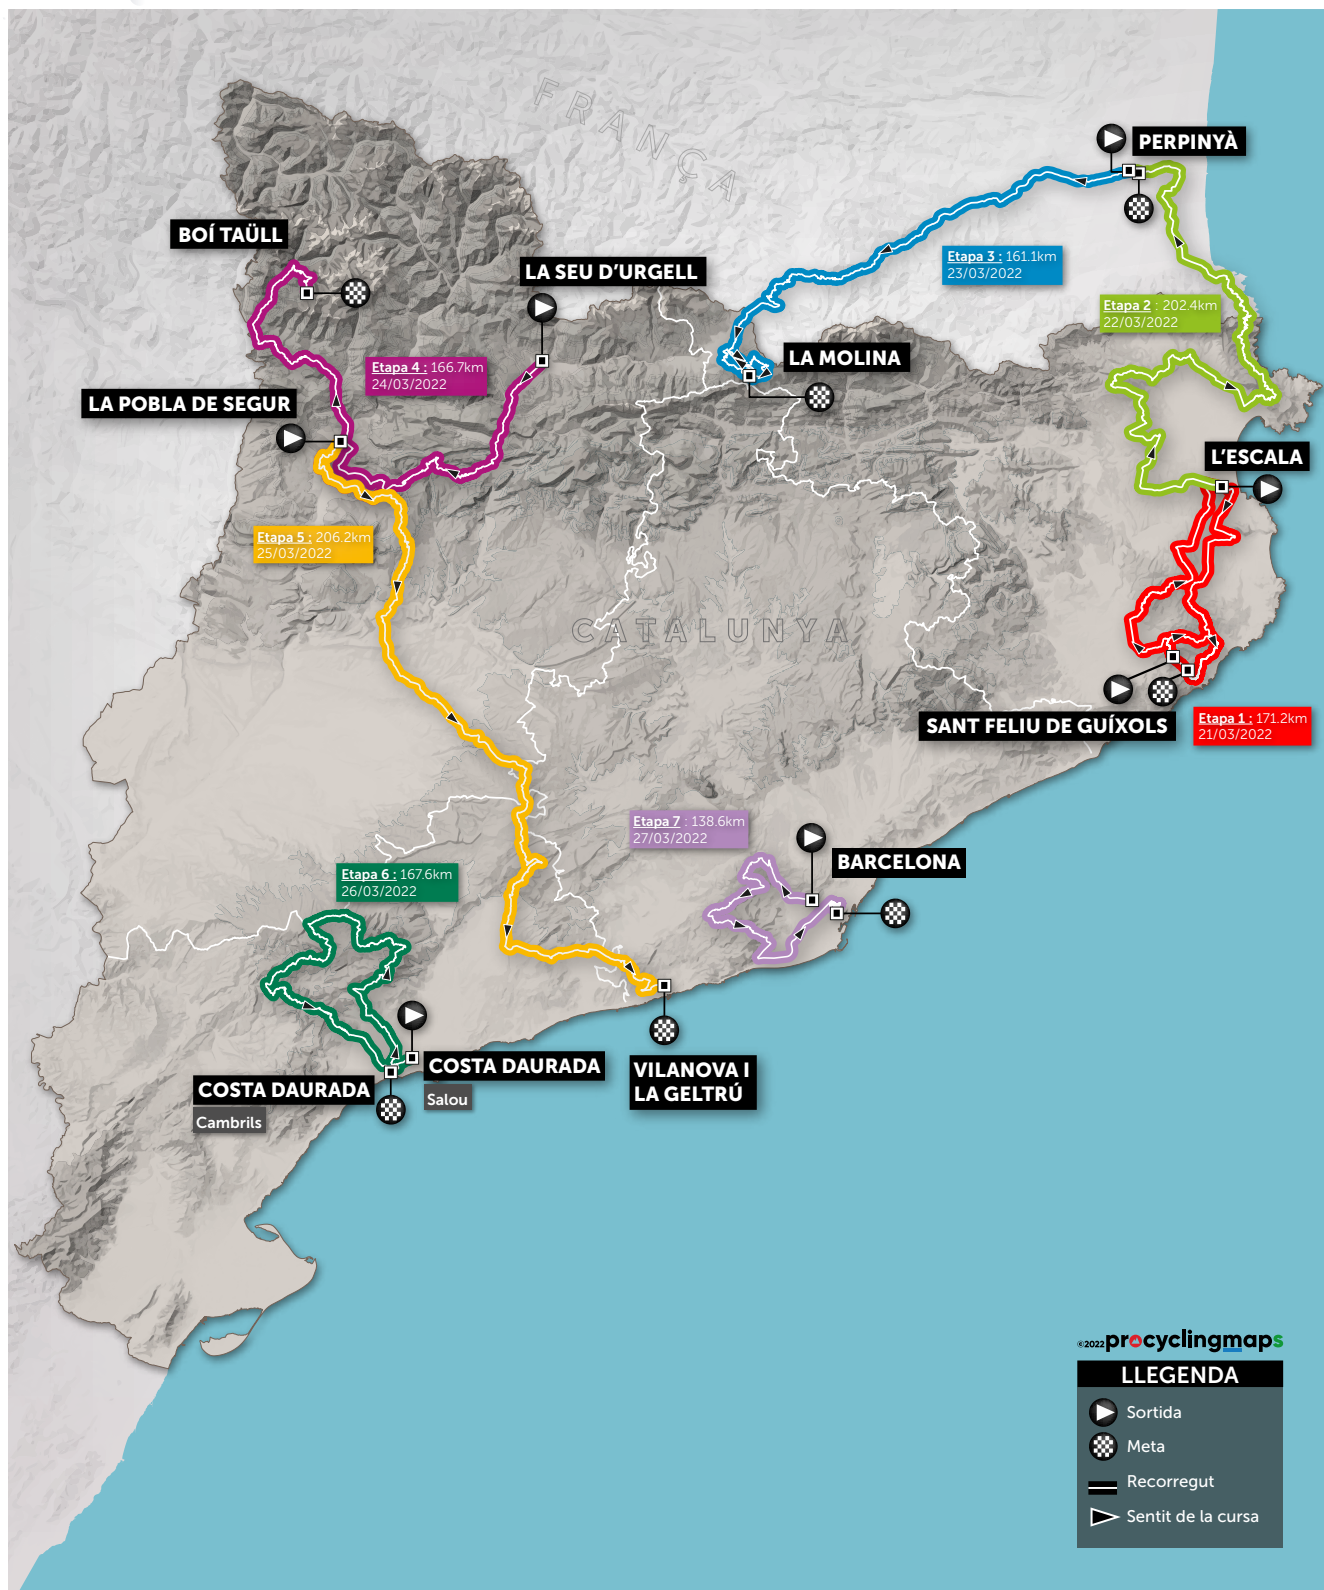 FRANÇA
PERPINYÀ
BOÍ TAÜLL
LA SEU D'URGELL
Etapa 3 : 161.1km
23/03/2022
Etapa 2 : 202.4km
22/03/2022
LA MOLINA
Etapa 4 : 166.7km
24/03/2022
LA POBLA DE SEGUR
L'ESCALA
Etapa 5 : 206.2km
25/03/2022
CATALUNYA
SANT FELIU DE GUÍXOLS
Etapa 1 : 171.2km
21/03/2022
Etapa 7 : 138.6km
27/03/2022
BARCELONA
Etapa 6 : 167.6km
26/03/2022
COSTA DAURADA
Salou
COSTA DAURADA
Cambrils
VILANOVA I
LA GELTRÚ
©2022 procyclingmaps
LLEGENDA
Sortida
Meta
Recorregut
Sentit de la cursa